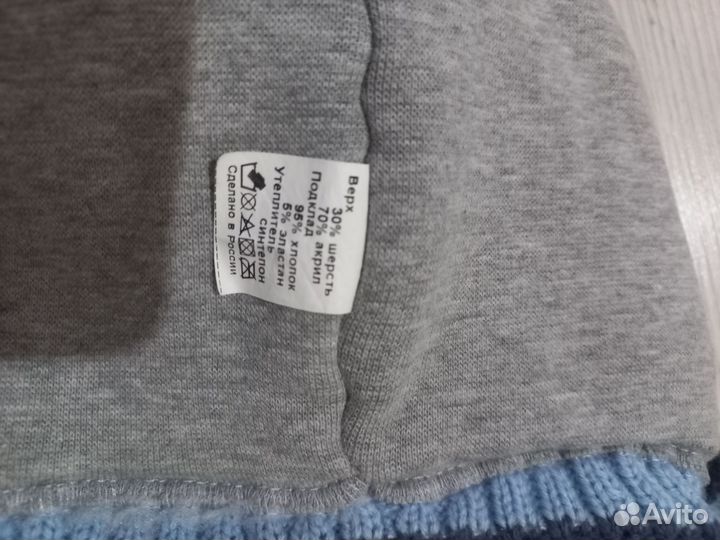 Верх
30% шерсть
70% акрил
Подклад
95% хлопок
5% эластан
Утеплитель
синтепон
Сделано в России
Avito